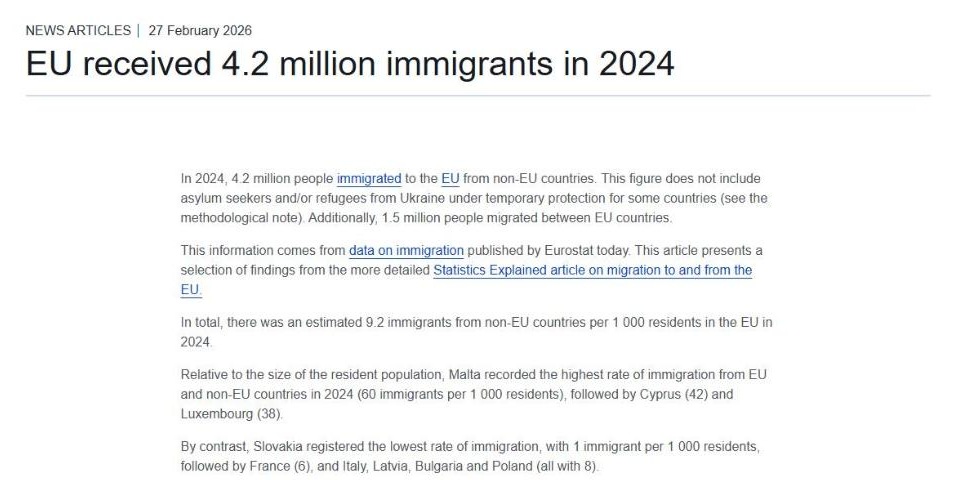 NEWS ARTICLES | 27 February 2026
EU received 4.2 million immigrants in 2024
In 2024, 4.2 million people immigrated to the EU from non-EU countries. This figure does not include
asylum seekers and/or refugees from Ukraine under temporary protection for some countries (see the
methodological note). Additionally, 1.5 million people migrated between EU countries.
This information comes from data on immigration published by Eurostat today. This article presents a
selection of findings from the more detailed Statistics Explained article on migration to and from the
EU.
In total, there was an estimated 9.2 immigrants from non-EU countries per 1 000 residents in the EU in
2024.
Relative to the size of the resident population, Malta recorded the highest rate of immigration from EU
and non-EU countries in 2024 (60 immigrants per 1 000 residents), followed by Cyprus (42) and
Luxembourg (38).
By contrast, Slovakia registered the lowest rate of immigration, with 1 immigrant per 1 000 residents,
followed by France (6), and Italy, Latvia, Bulgaria and Poland (all with 8).